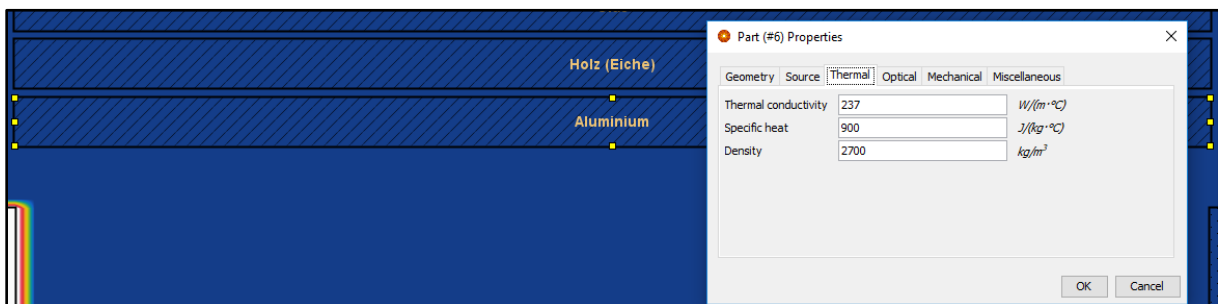 Part (#6) Properties
Holz (Eiche)
Aluminium
Geometry Source Thermal Optical Mechanical Miscellaneous
Thermal conductivity 237 W/(m·°C)
Specific heat 900 J/(kg·°C)
Density 2700 kg/m³
OK Cancel